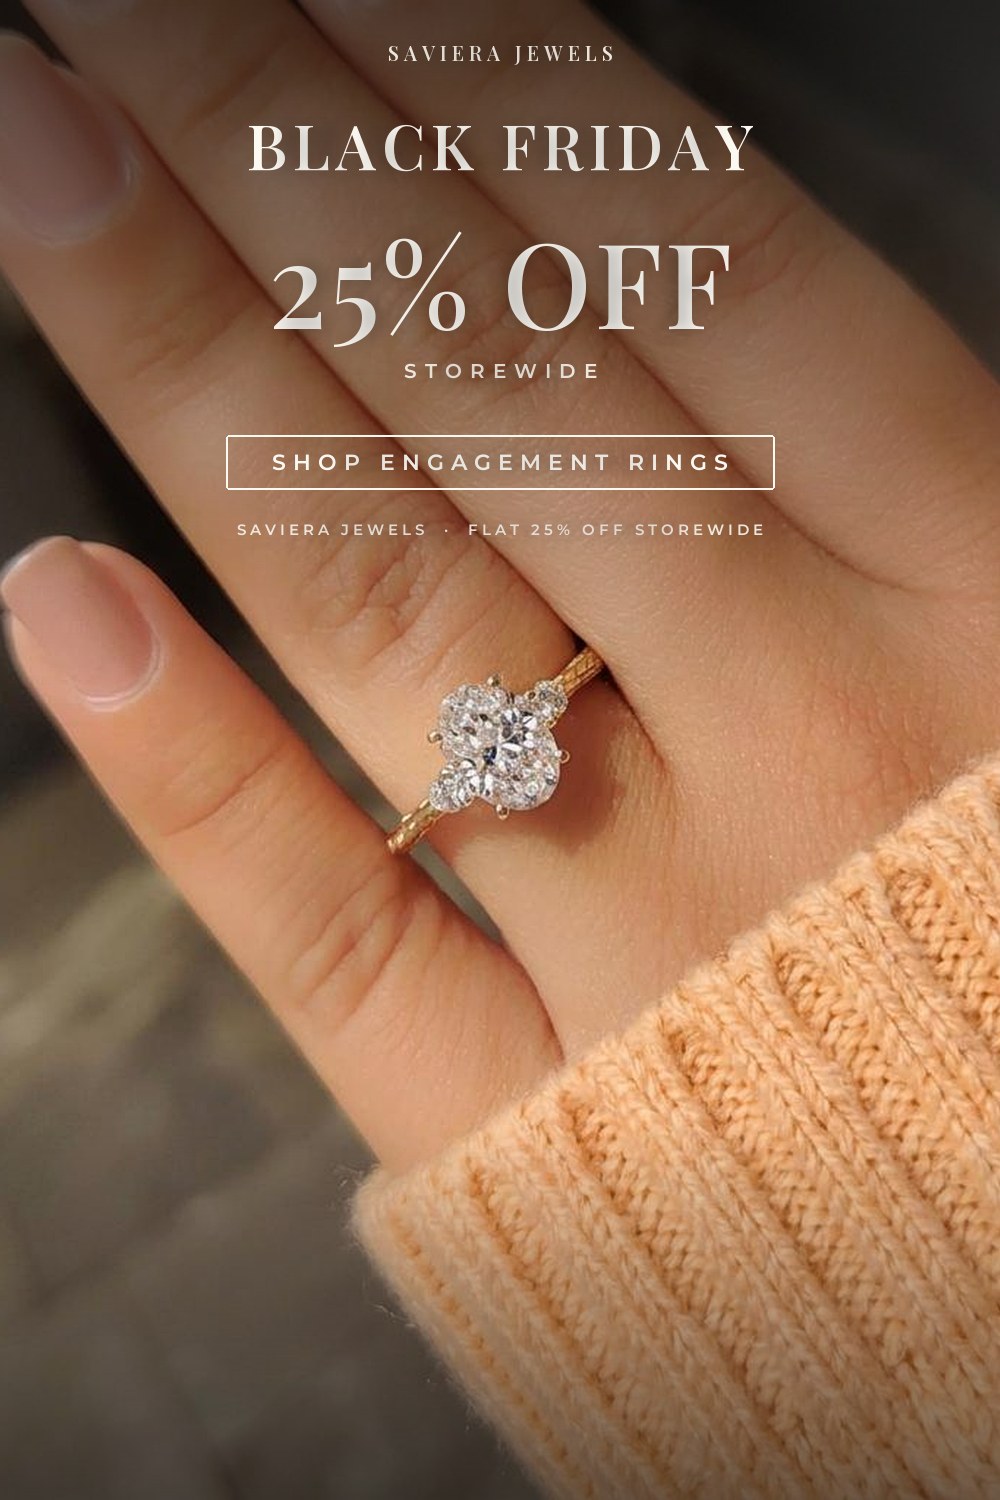 SAVIERA JEWELS
BLACK FRIDAY
25% OFF
STOREWIDE
SHOP ENGAGEMENT RINGS
SAVIERA JEWELS · FLAT 25% OFF STOREWIDE